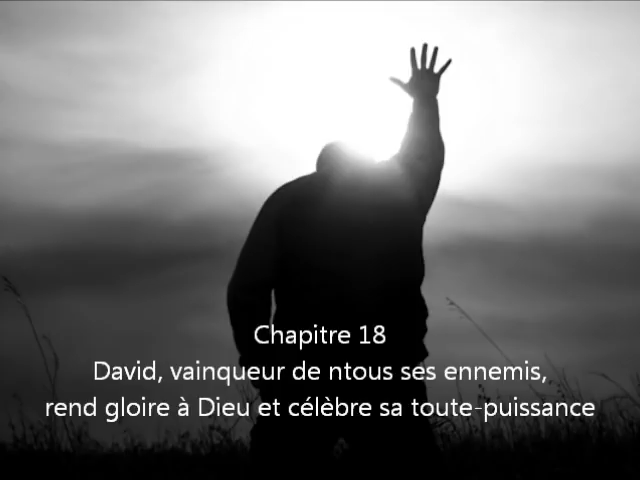 Chapitre 18
David, vainqueur de ntous ses ennemis,
rend gloire à Dieu et célèbre sa toute-puissance